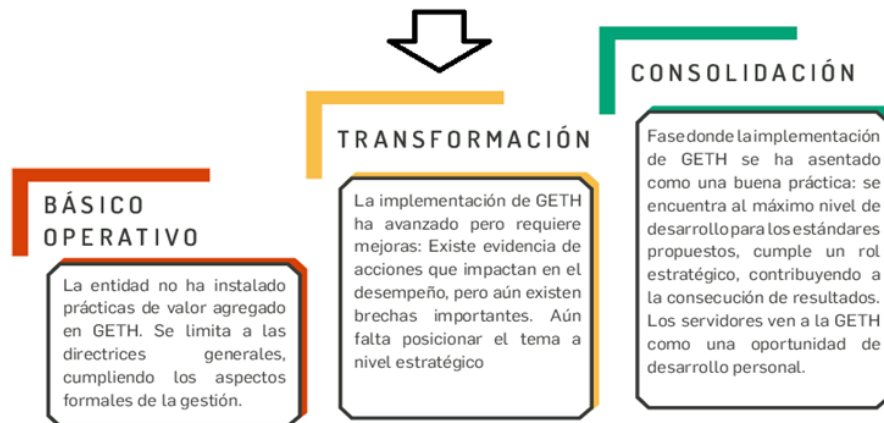 BÁSICO
OPERATIVO
La entidad no ha instalado
prácticas de valor agregado
en GETH. Se limita a las
directrices generales,
cumpliendo los aspectos
formales de la gestión.
TRANSFORMACIÓN
La implementación de GETH
ha avanzado pero requiere
mejoras: Existe evidencia de
acciones que impactan en el
desempeño, pero aún existen
brechas importantes. Aún
falta posicionar el tema a
nivel estratégico
CONSOLIDACIÓN
Fase donde la implementación
de GETH se ha asentado
como una buena práctica: se
encuentra al máximo nivel de
desarrollo para los estándares
propuestos, cumple un rol
estratégico, contribuyendo a
la consecución de resultados.
Los servidores ven a la GETH
como una oportunidad de
desarrollo personal.